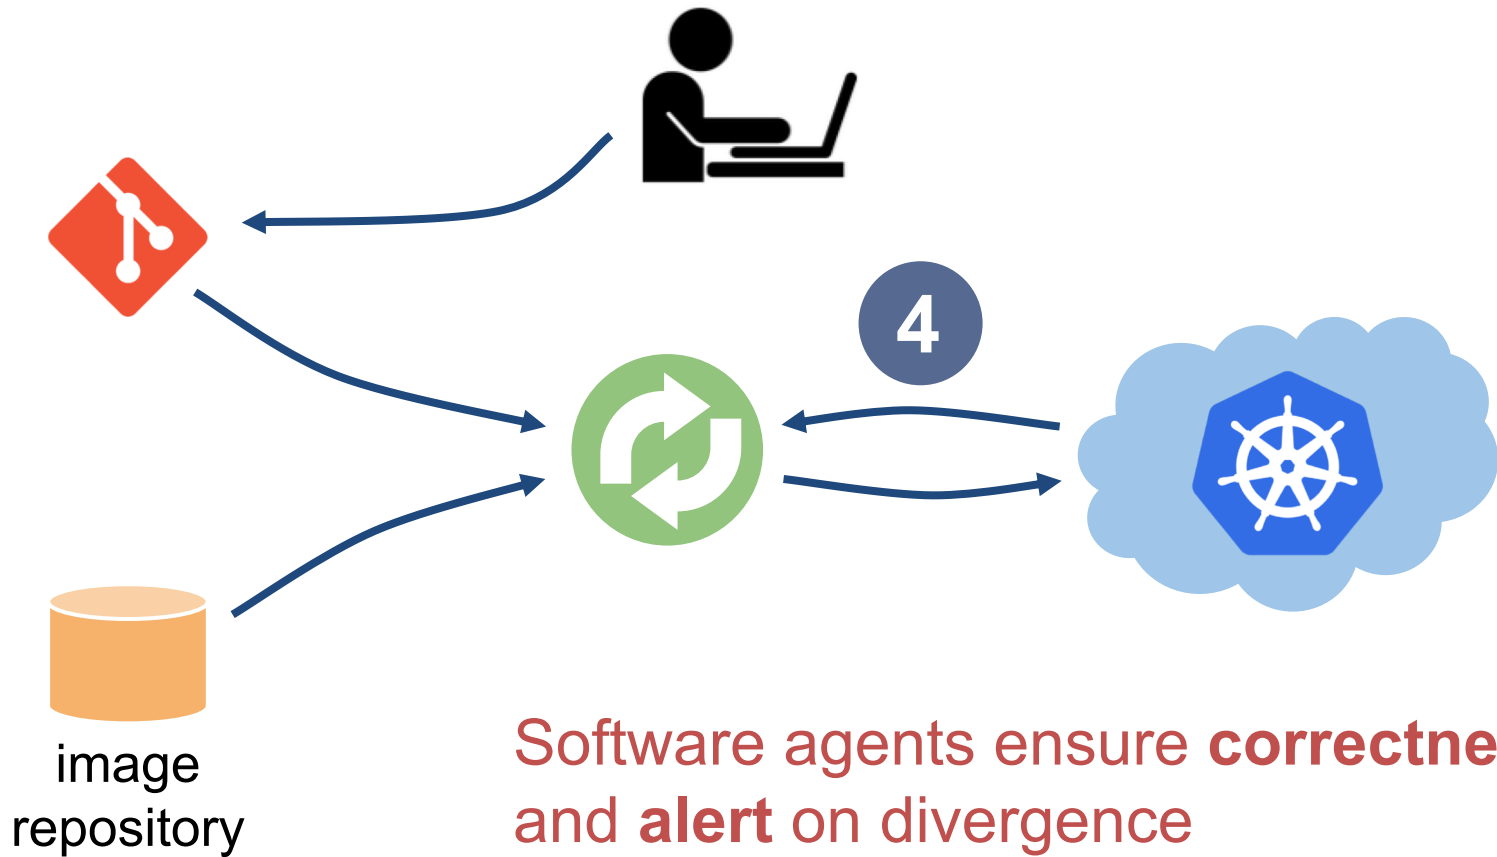 4
image
repository
Software agents ensure correctne
and alert on divergence